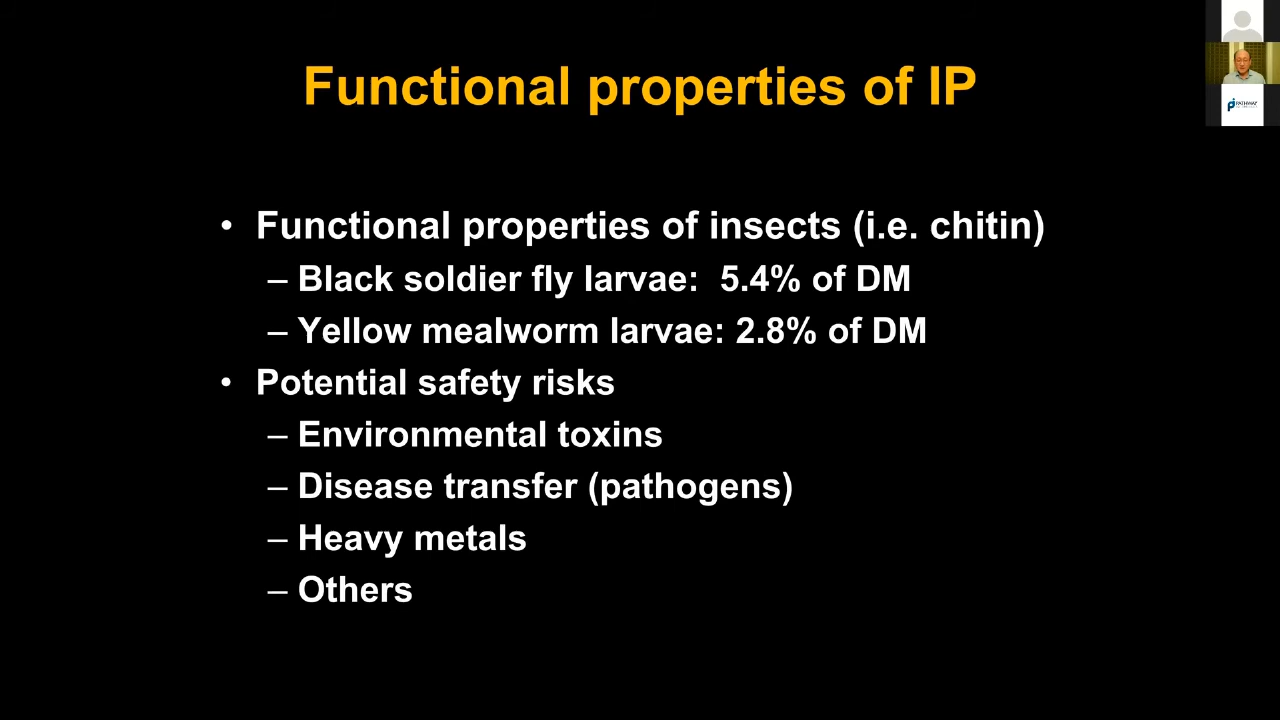 Functional properties of IP
• Functional properties of insects (i.e. chitin)
– Black soldier fly larvae: 5.4% of DM
– Yellow mealworm larvae: 2.8% of DM
• Potential safety risks
– Environmental toxins
– Disease transfer (pathogens)
– Heavy metals
– Others
PATHWAY